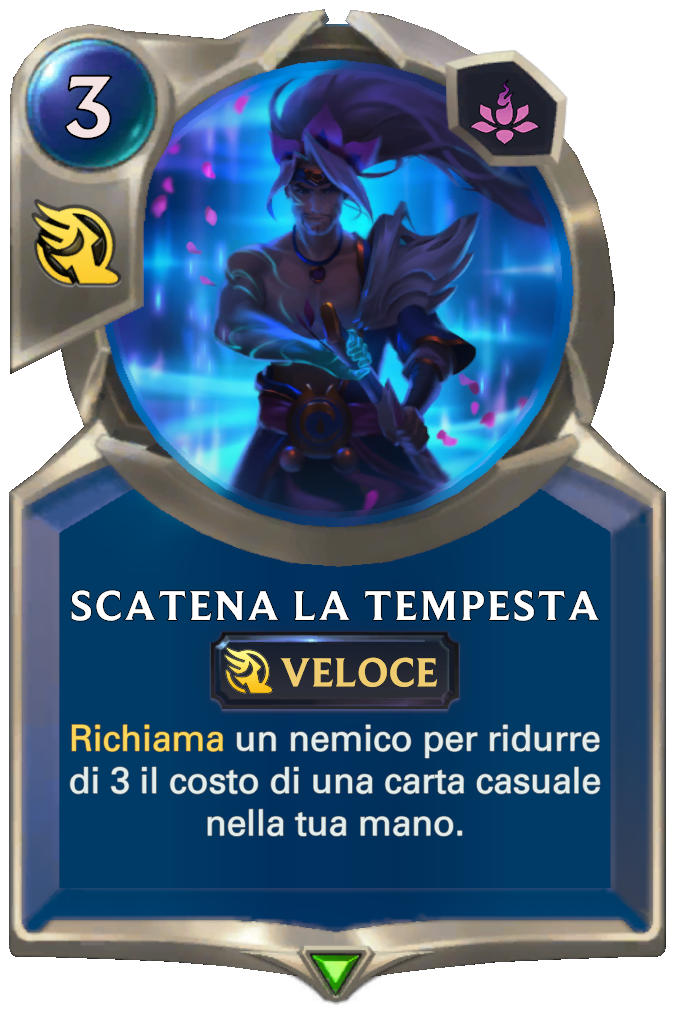 3
SCATENA LA TEMPESTA
VELOCE
Richiama un nemico per ridurre
di 3 il costo di una carta casuale
nella tua mano.